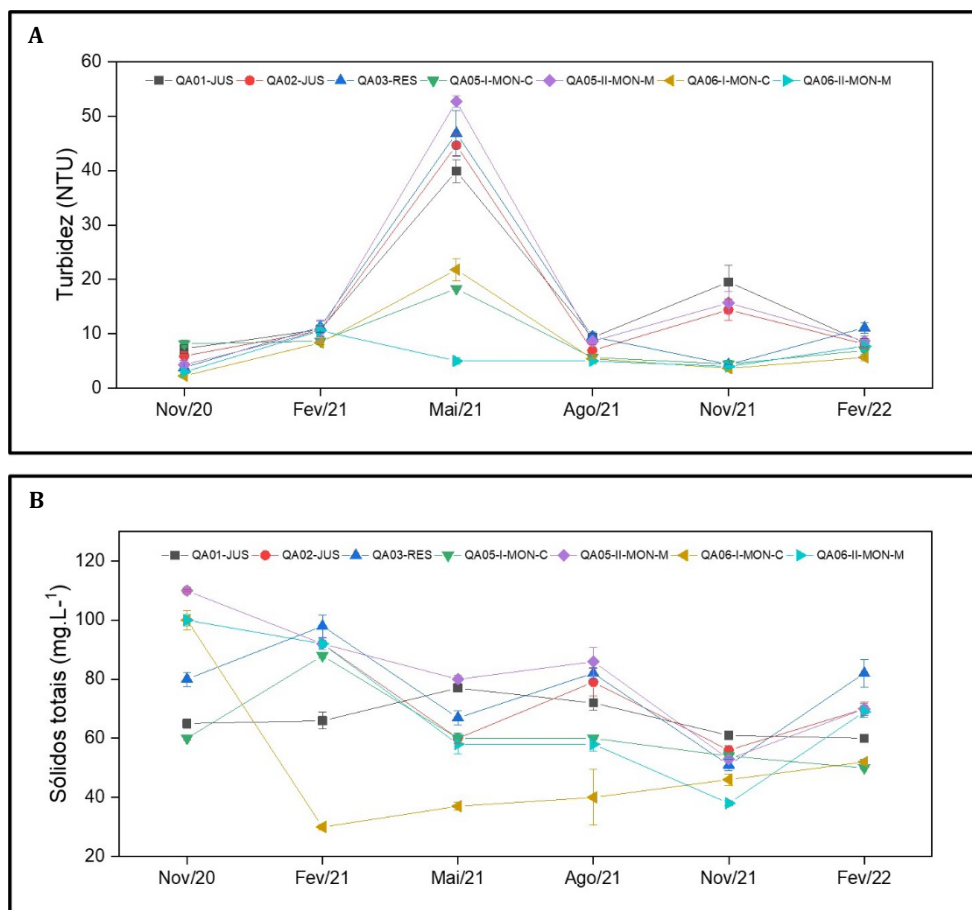 A
60
QA01-JUS QA02-JUS QA03-RES QA05-I-MON-C QA05-II-MON-M QA06-I-MON-C QA06-II-MON-M
50
40
30
20
10
0
Turbidez (NTU)
Nov/20 Fev/21 Mai/21 Ago/21 Nov/21 Fev/22
B
QA01-JUS QA02-JUS QA03-RES QA05-I-MON-C QA05-II-MON-M QA06-I-MON-C QA06-II-MON-M
120
100
80
60
40
20
Sólidos totais (mg.L-¹)
Nov/20 Fev/21 Mai/21 Ago/21 Nov/21 Fev/22